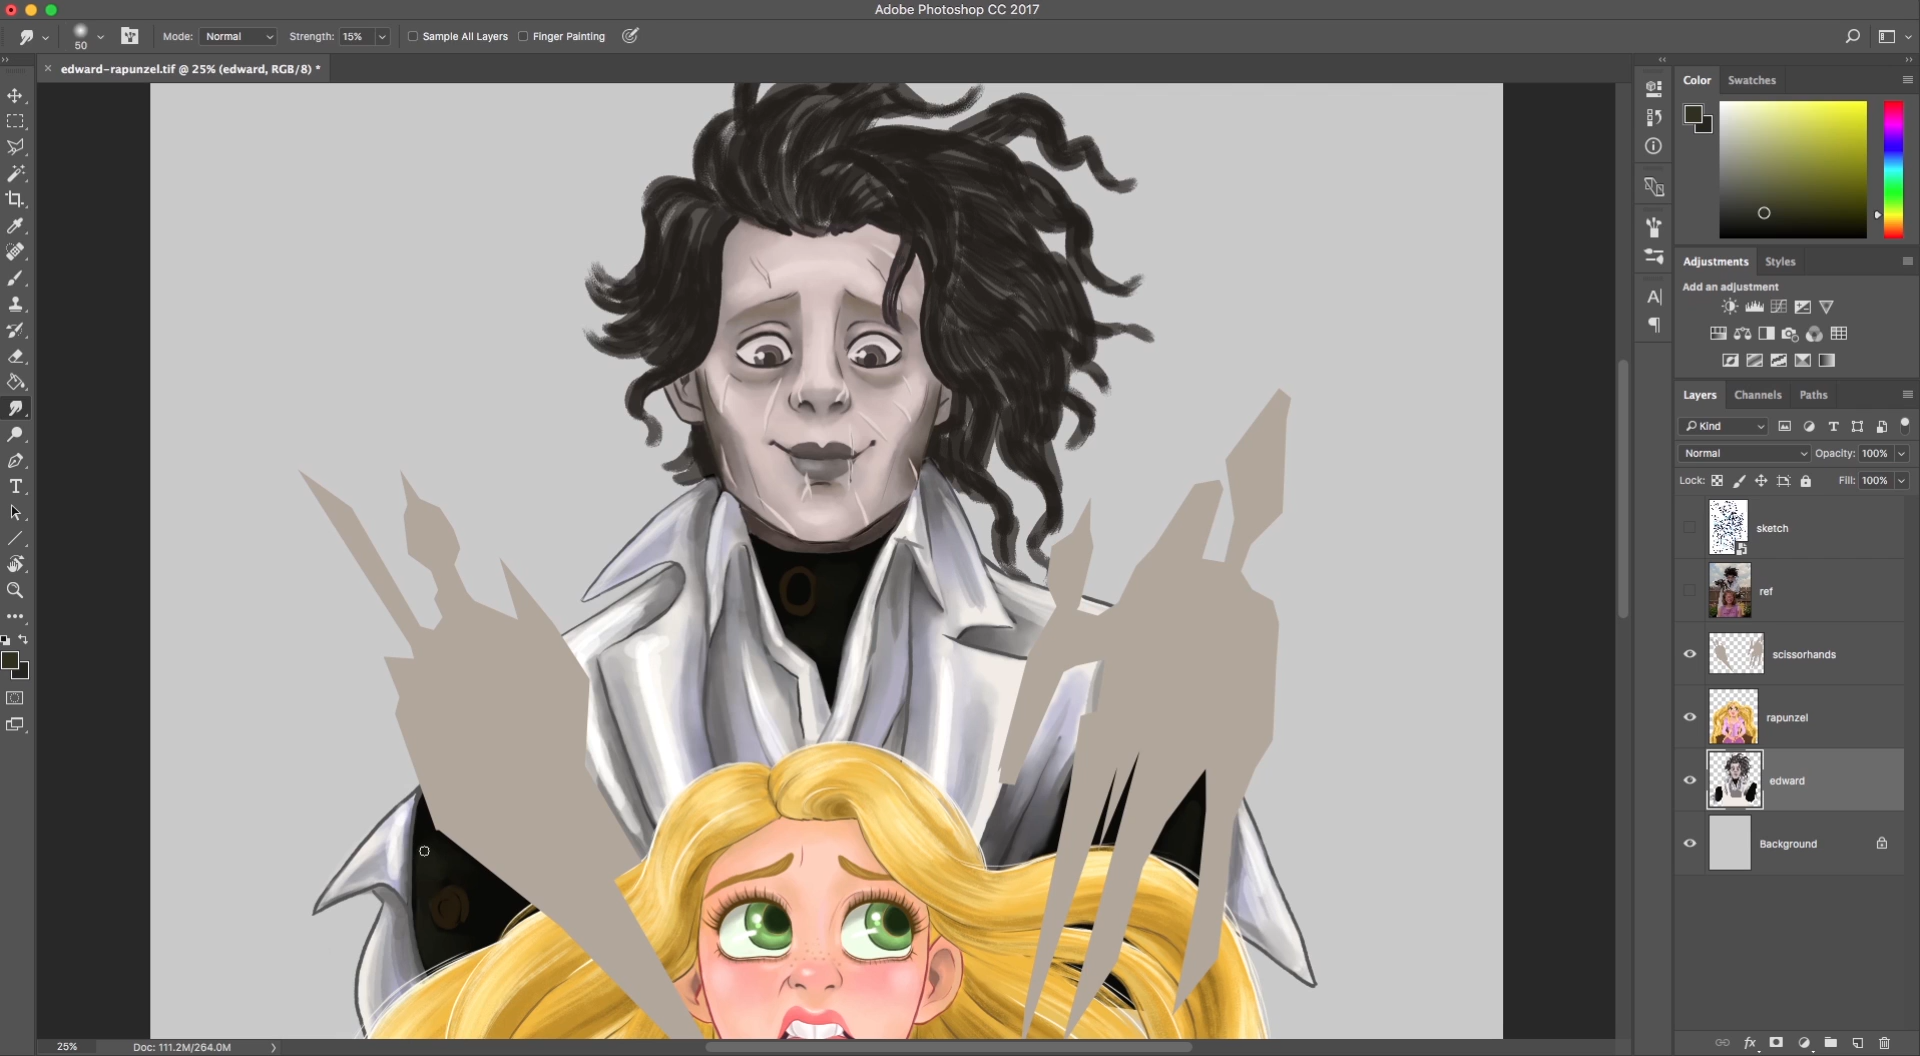 Adobe Photoshop CC 2017
50
Mode: Normal
Strength: 15%
Sample All Layers
Finger Painting
edward-rapunzel.tif @ 25% (edward, RGB/8) *
Color
Swatches
Adjustments
Styles
Add an adjustment
Layers
Channels
Paths
Kind
Normal
Opacity: 100%
Lock:
Fill: 100%
sketch
ref
scissorhands
rapunzel
edward
Background
fx
25%
Doc: 111.2M/264.0M